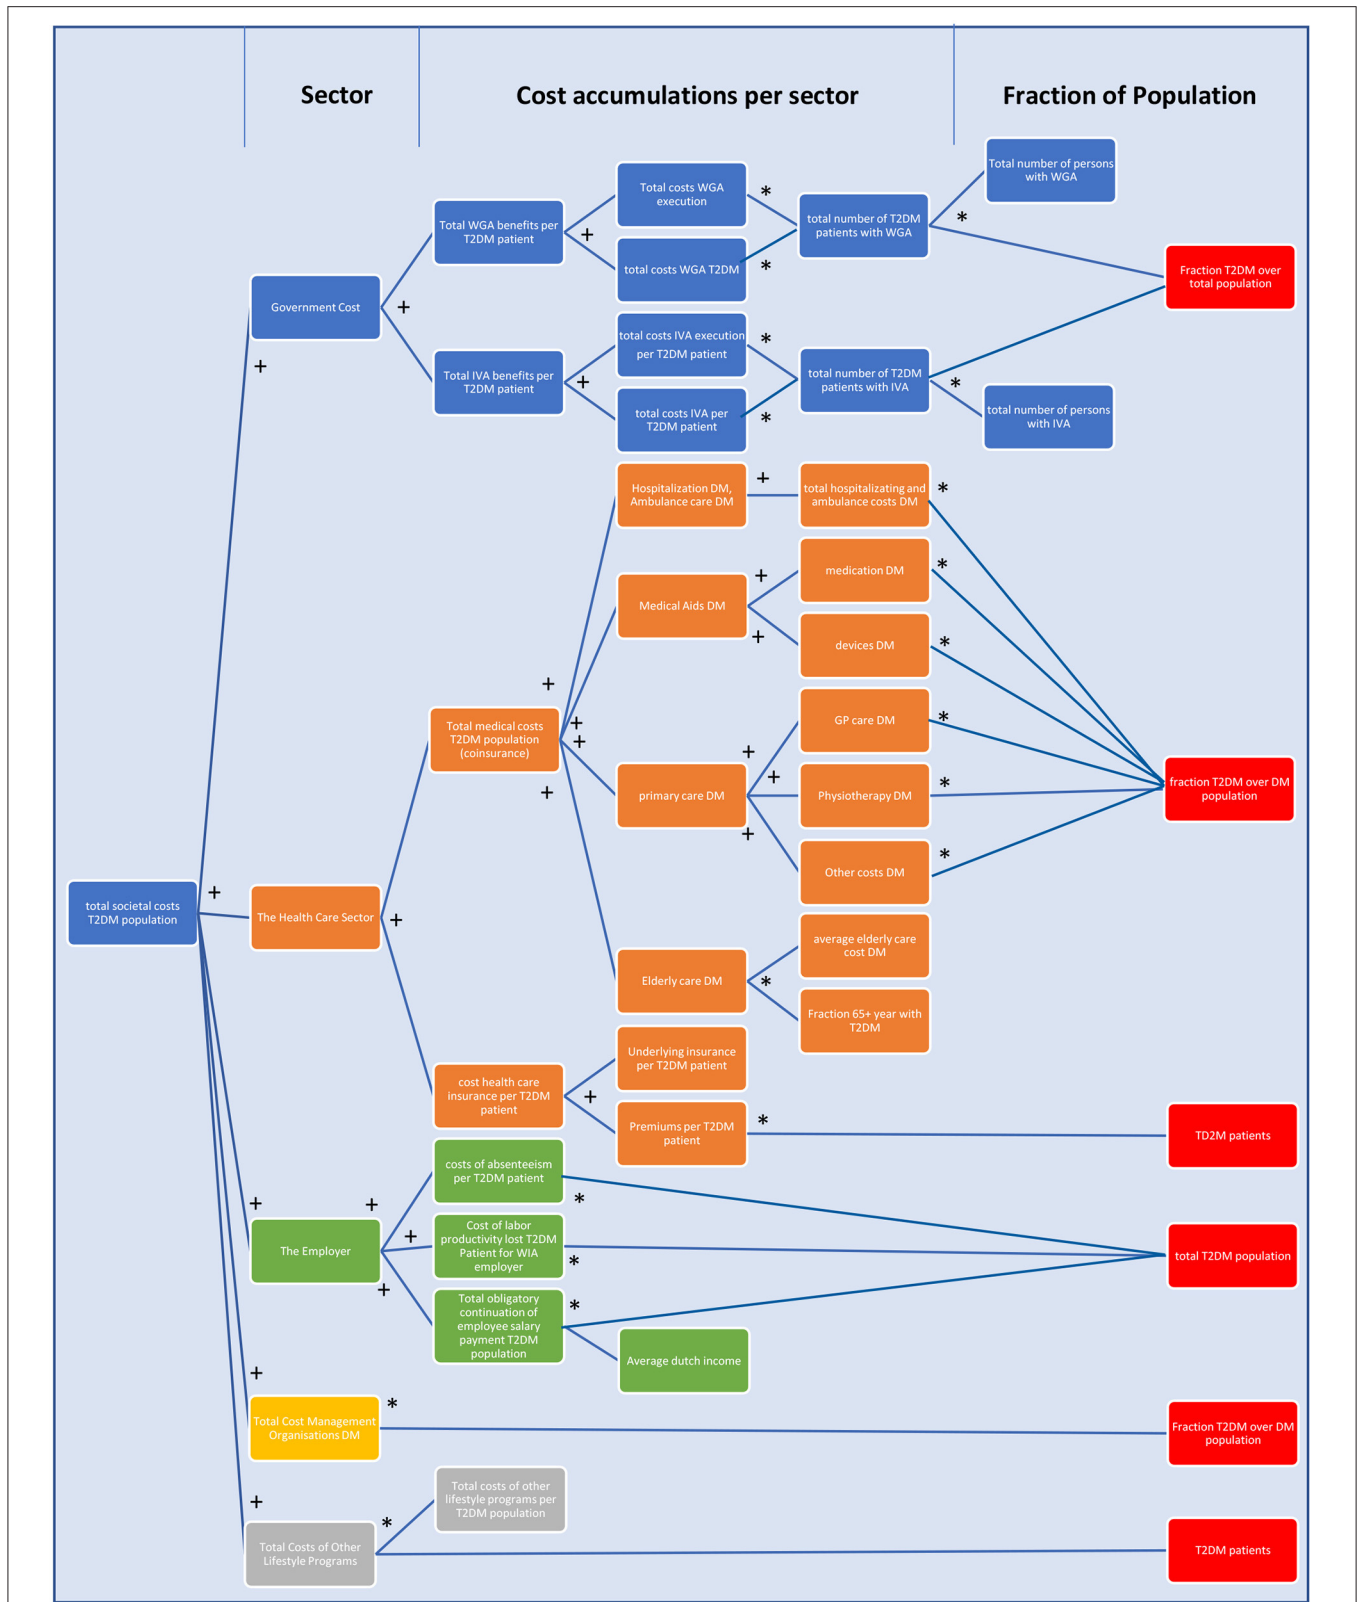 Sector
Cost accumulations per sector
Fraction of Population
Total number of persons
with WGA
Total costs WGA
execution
*
total number of T2DM
patients with WGA
*
Total WGA benefits per
T2DM patient
+
total costs WGA T2DM
*
Fraction T2DM over
total population
Government Cost
+
total costs IVA execution
per T2DM patient
*
+
Total IVA benefits per
T2DM patient
+
total number of T2DM
patients with IVA
*
total costs IVA per
T2DM patient
*
total number of persons
with IVA
Hospitalization DM,
Ambulance care DM
+
total hospitalizating and
ambulance costs DM
*
medication DM
*
+
Medical Aids DM
+
devices DM
*
+
Total medical costs
T2DM population
(coinsurance)
+
+
+
GP care DM
*
+
+
primary care DM
+
Physiotherapy DM
*
fraction T2DM over DM
population
Other costs DM
*
total societal costs
T2DM population
+
The Health Care Sector
+
average elderly care
cost DM
Elderly care DM
*
Fraction 65+ year with
T2DM
Underlying insurance
per T2DM patient
cost health care
insurance per T2DM
patient
+
Premiums per T2DM
patient
*
TD2M patients
costs of absenteeism
per T2DM patient
*
+
The Employer
+
+
+
Cost of labor
productivity lost T2DM
Patient for WIA
employer
*
total T2DM population
Total obligatory
continuation of
employee salary
payment T2DM
population
*
Average dutch income
+
Total Cost Management
Organisations DM
*
Fraction T2DM over DM
population
Total costs of other
lifestyle programs per
T2DM population
+
Total Costs of Other
Lifestyle Programs
*
T2DM patients